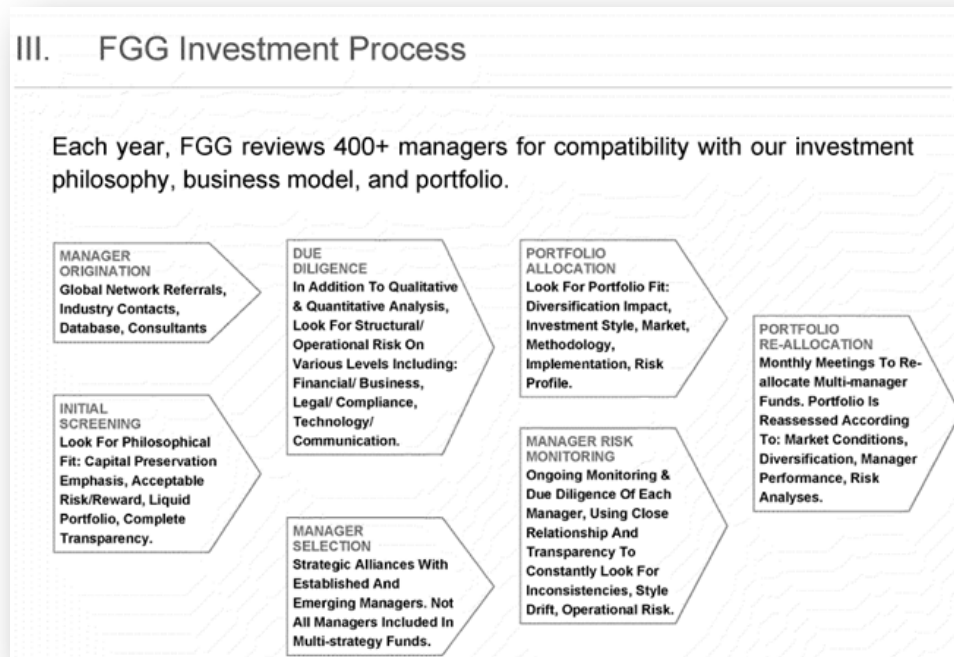 III. FGG Investment Process
Each year, FGG reviews 400+ managers for compatibility with our investment
philosophy, business model, and portfolio.
MANAGER
ORIGINATION
Global Network Referrals,
Industry Contacts,
Database, Consultants
INITIAL
SCREENING
Look For Philosophical
Fit: Capital Preservation
Emphasis, Acceptable
Risk/Reward, Liquid
Portfolio, Complete
Transparency.
DUE
DILIGENCE
In Addition To Qualitative
& Quantitative Analysis,
Look For Structural/
Operational Risk On
Various Levels Including:
Financial/ Business,
Legal/ Compliance,
Technology/
Communication.
MANAGER
SELECTION
Strategic Alliances With
Established And
Emerging Managers. Not
All Managers Included In
Multi-strategy Funds.
PORTFOLIO
ALLOCATION
Look For Portfolio Fit:
Diversification Impact,
Investment Style, Market,
Methodology,
Implementation, Risk
Profile.
MANAGER RISK
MONITORING
Ongoing Monitoring &
Due Diligence Of Each
Manager, Using Close
Relationship And
Transparency To
Constantly Look For
Inconsistencies, Style
Drift, Operational Risk.
PORTFOLIO
RE-ALLOCATION
Monthly Meetings To Re-
allocate Multi-manager
Funds. Portfolio Is
Reassessed According
To: Market Conditions,
Diversification, Manager
Performance, Risk
Analyses.